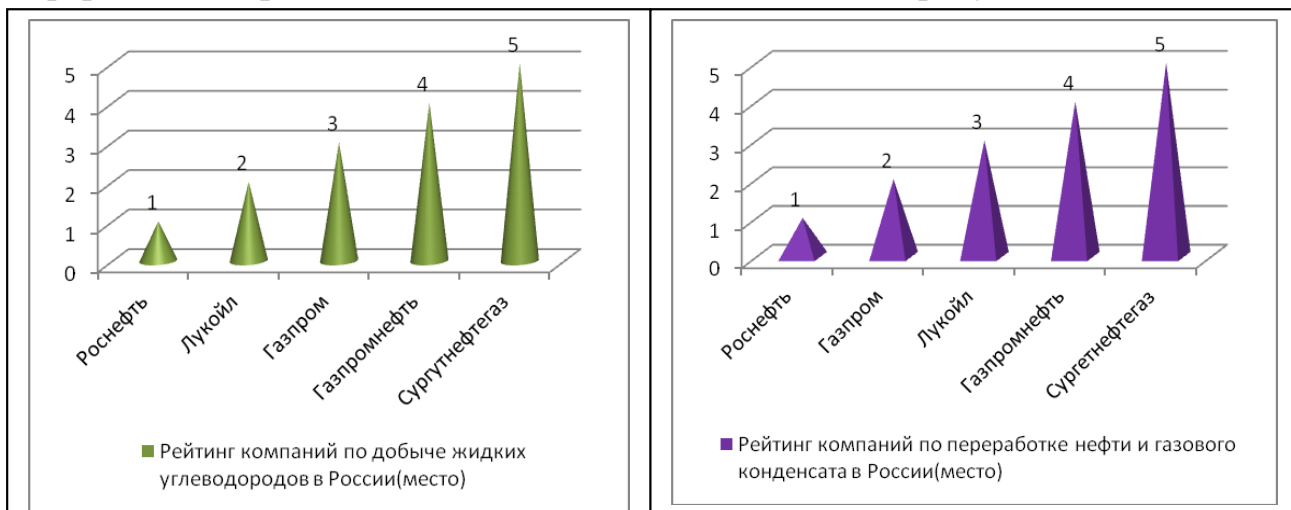 5
4
3
2
1
0
1
2
3
4
5
Роснефть
Лукойл
Газпром
Газпромнефть
Сургутнефтегаз
Рейтинг компаний по добыче жидких
углеводородов в России(место)
5
4
3
2
1
0
1
2
3
4
5
Роснефть
Газпром
Лукойл
Газпромнефть
Сургетнефтегаз
Рейтинг компаний по переработке нефти и газового
конденсата в России(место)